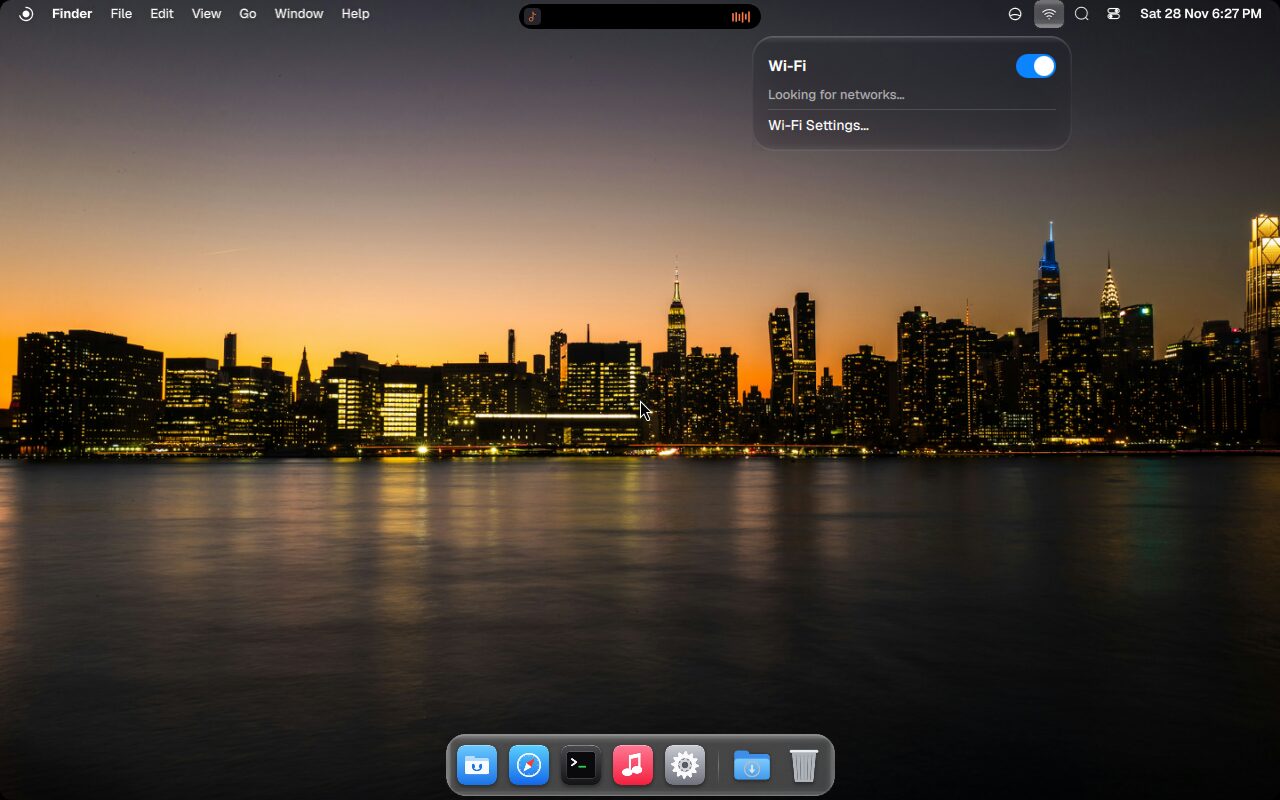 Finder File Edit View Go Window Help Sat 28 Nov 6:27 PM
Wi-Fi
Looking for networks...
Wi-Fi Settings...